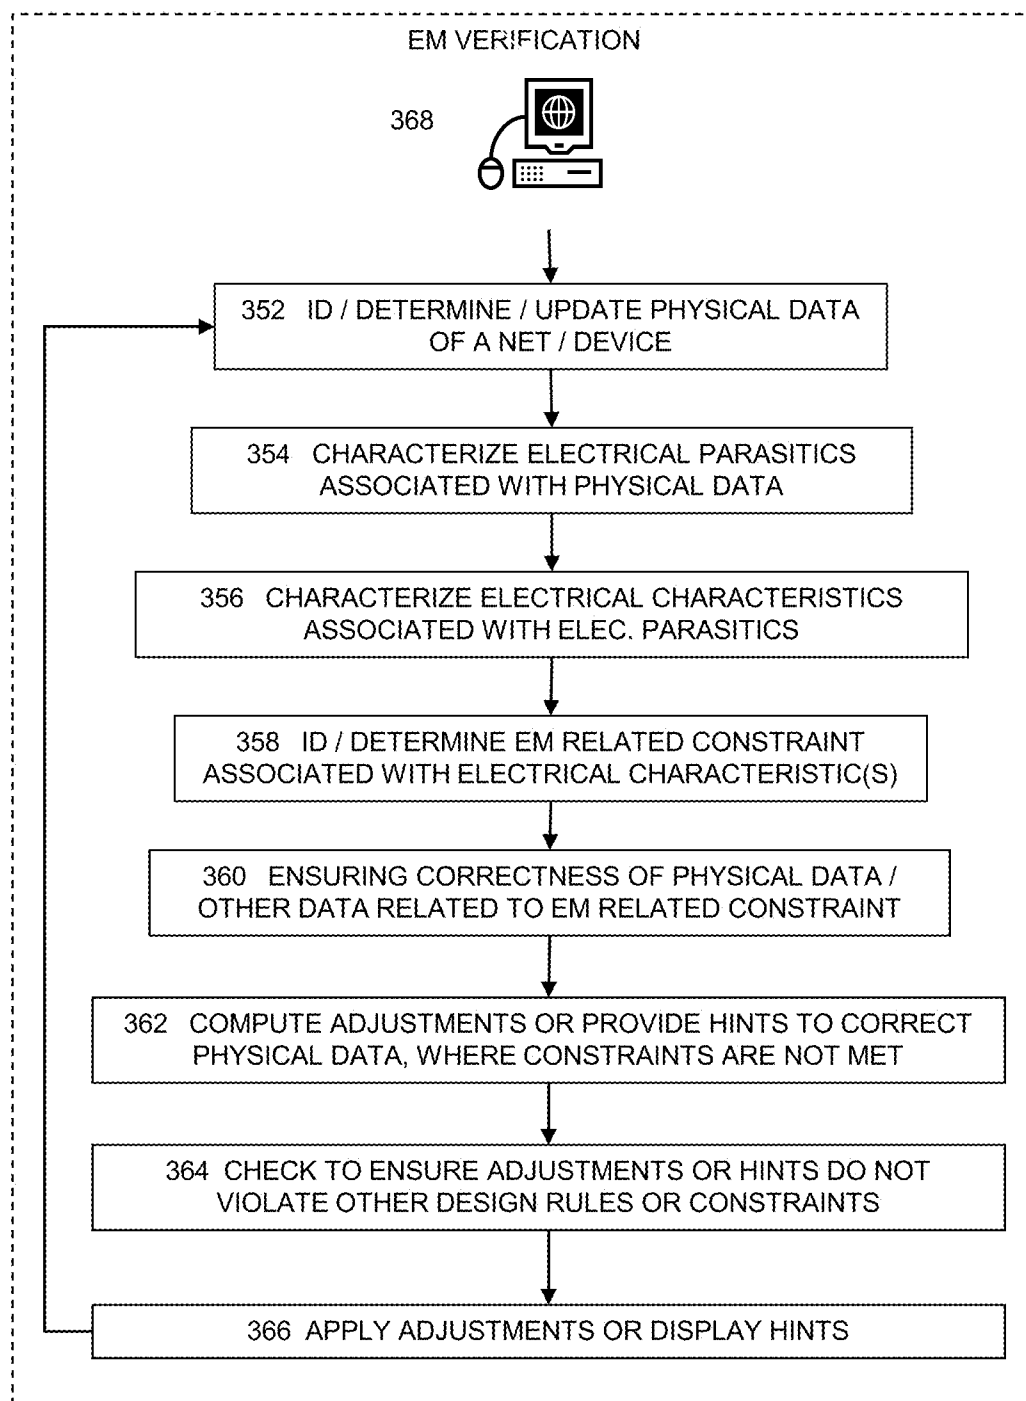 EM VERIFICATION
368
352 ID / DETERMINE / UPDATE PHYSICAL DATA
OF A NET / DEVICE
354 CHARACTERIZE ELECTRICAL PARASITICS
ASSOCIATED WITH PHYSICAL DATA
356 CHARACTERIZE ELECTRICAL CHARACTERISTICS
ASSOCIATED WITH ELEC. PARASITICS
358 ID / DETERMINE EM RELATED CONSTRAINT
ASSOCIATED WITH ELECTRICAL CHARACTERISTIC(S)
360 ENSURING CORRECTNESS OF PHYSICAL DATA /
OTHER DATA RELATED TO EM RELATED CONSTRAINT
362 COMPUTE ADJUSTMENTS OR PROVIDE HINTS TO CORRECT
PHYSICAL DATA, WHERE CONSTRAINTS ARE NOT MET
364 CHECK TO ENSURE ADJUSTMENTS OR HINTS DO NOT
VIOLATE OTHER DESIGN RULES OR CONSTRAINTS
366 APPLY ADJUSTMENTS OR DISPLAY HINTS